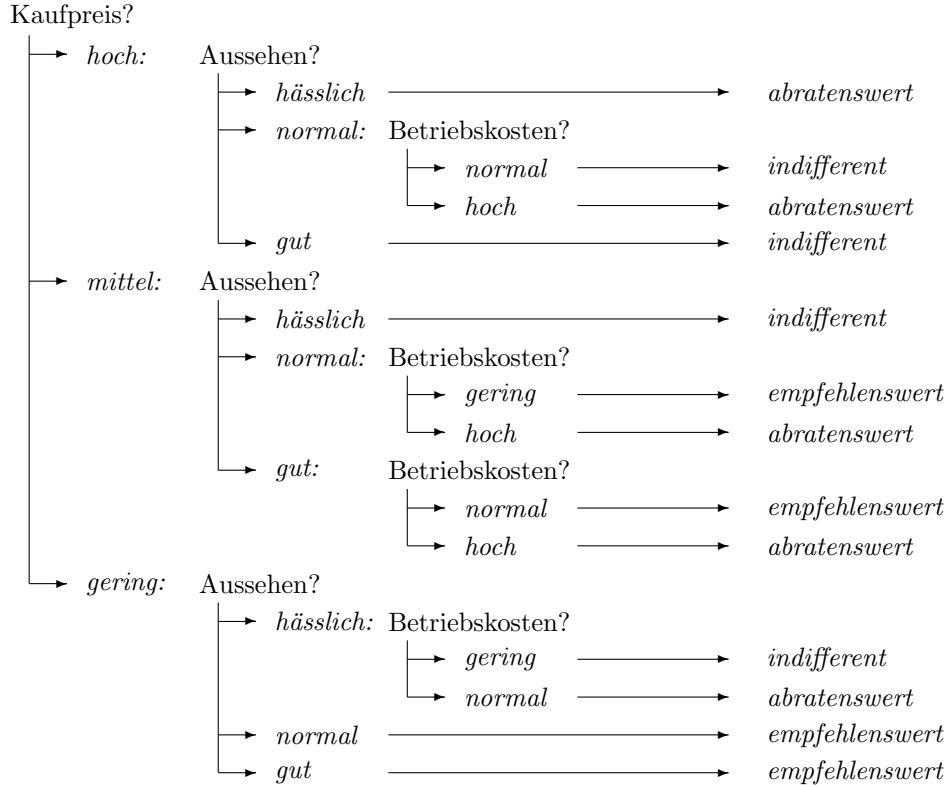 Kaufpreis?
hoch: Aussehen?
hässlich abratenswert
normal: Betriebskosten?
normal indifferent
hoch abratenswert
gut indifferent
mittel: Aussehen?
hässlich indifferent
normal: Betriebskosten?
gering empfehlenswert
hoch abratenswert
gut: Betriebskosten?
normal empfehlenswert
hoch abratenswert
gering: Aussehen?
hässlich: Betriebskosten?
gering indifferent
normal abratenswert
normal empfehlenswert
gut empfehlenswert